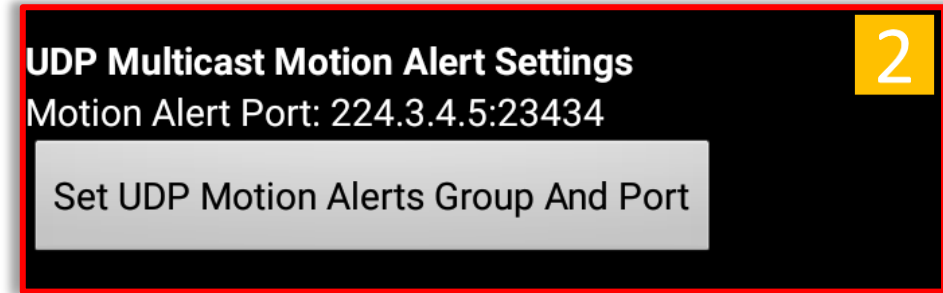 2
UDP Multicast Motion Alert Settings
Motion Alert Port: 224.3.4.5:23434
Set UDP Motion Alerts Group And Port